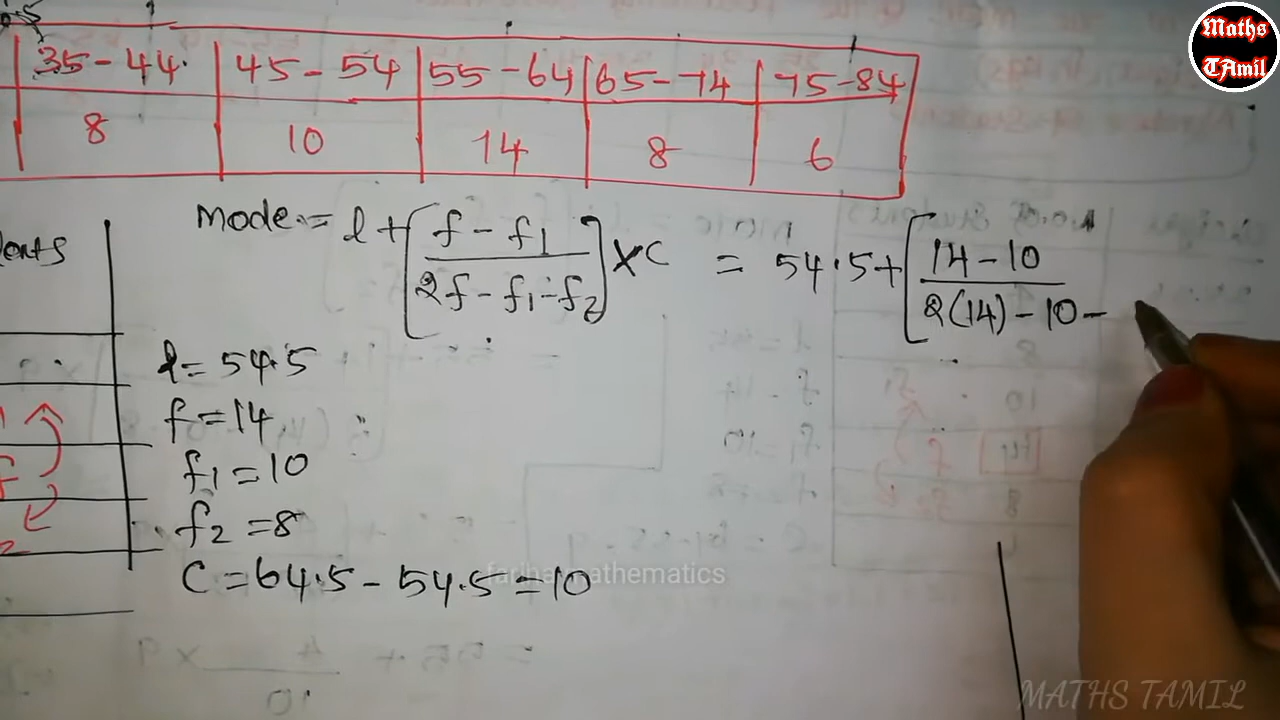 Maths
TAmil
35-44 45-54 55-64 65-74 75-84
8 10 14 8 6
Mode = l + [f - f1 / 2f - f1 - f2] × c = 54.5 + [14 - 10 / 2(14) - 10 -
l = 54.5
f = 14
f1 = 10
f2 = 8
C = 64.5 - 54.5 = 10
mathematics
MATHS TAMIL